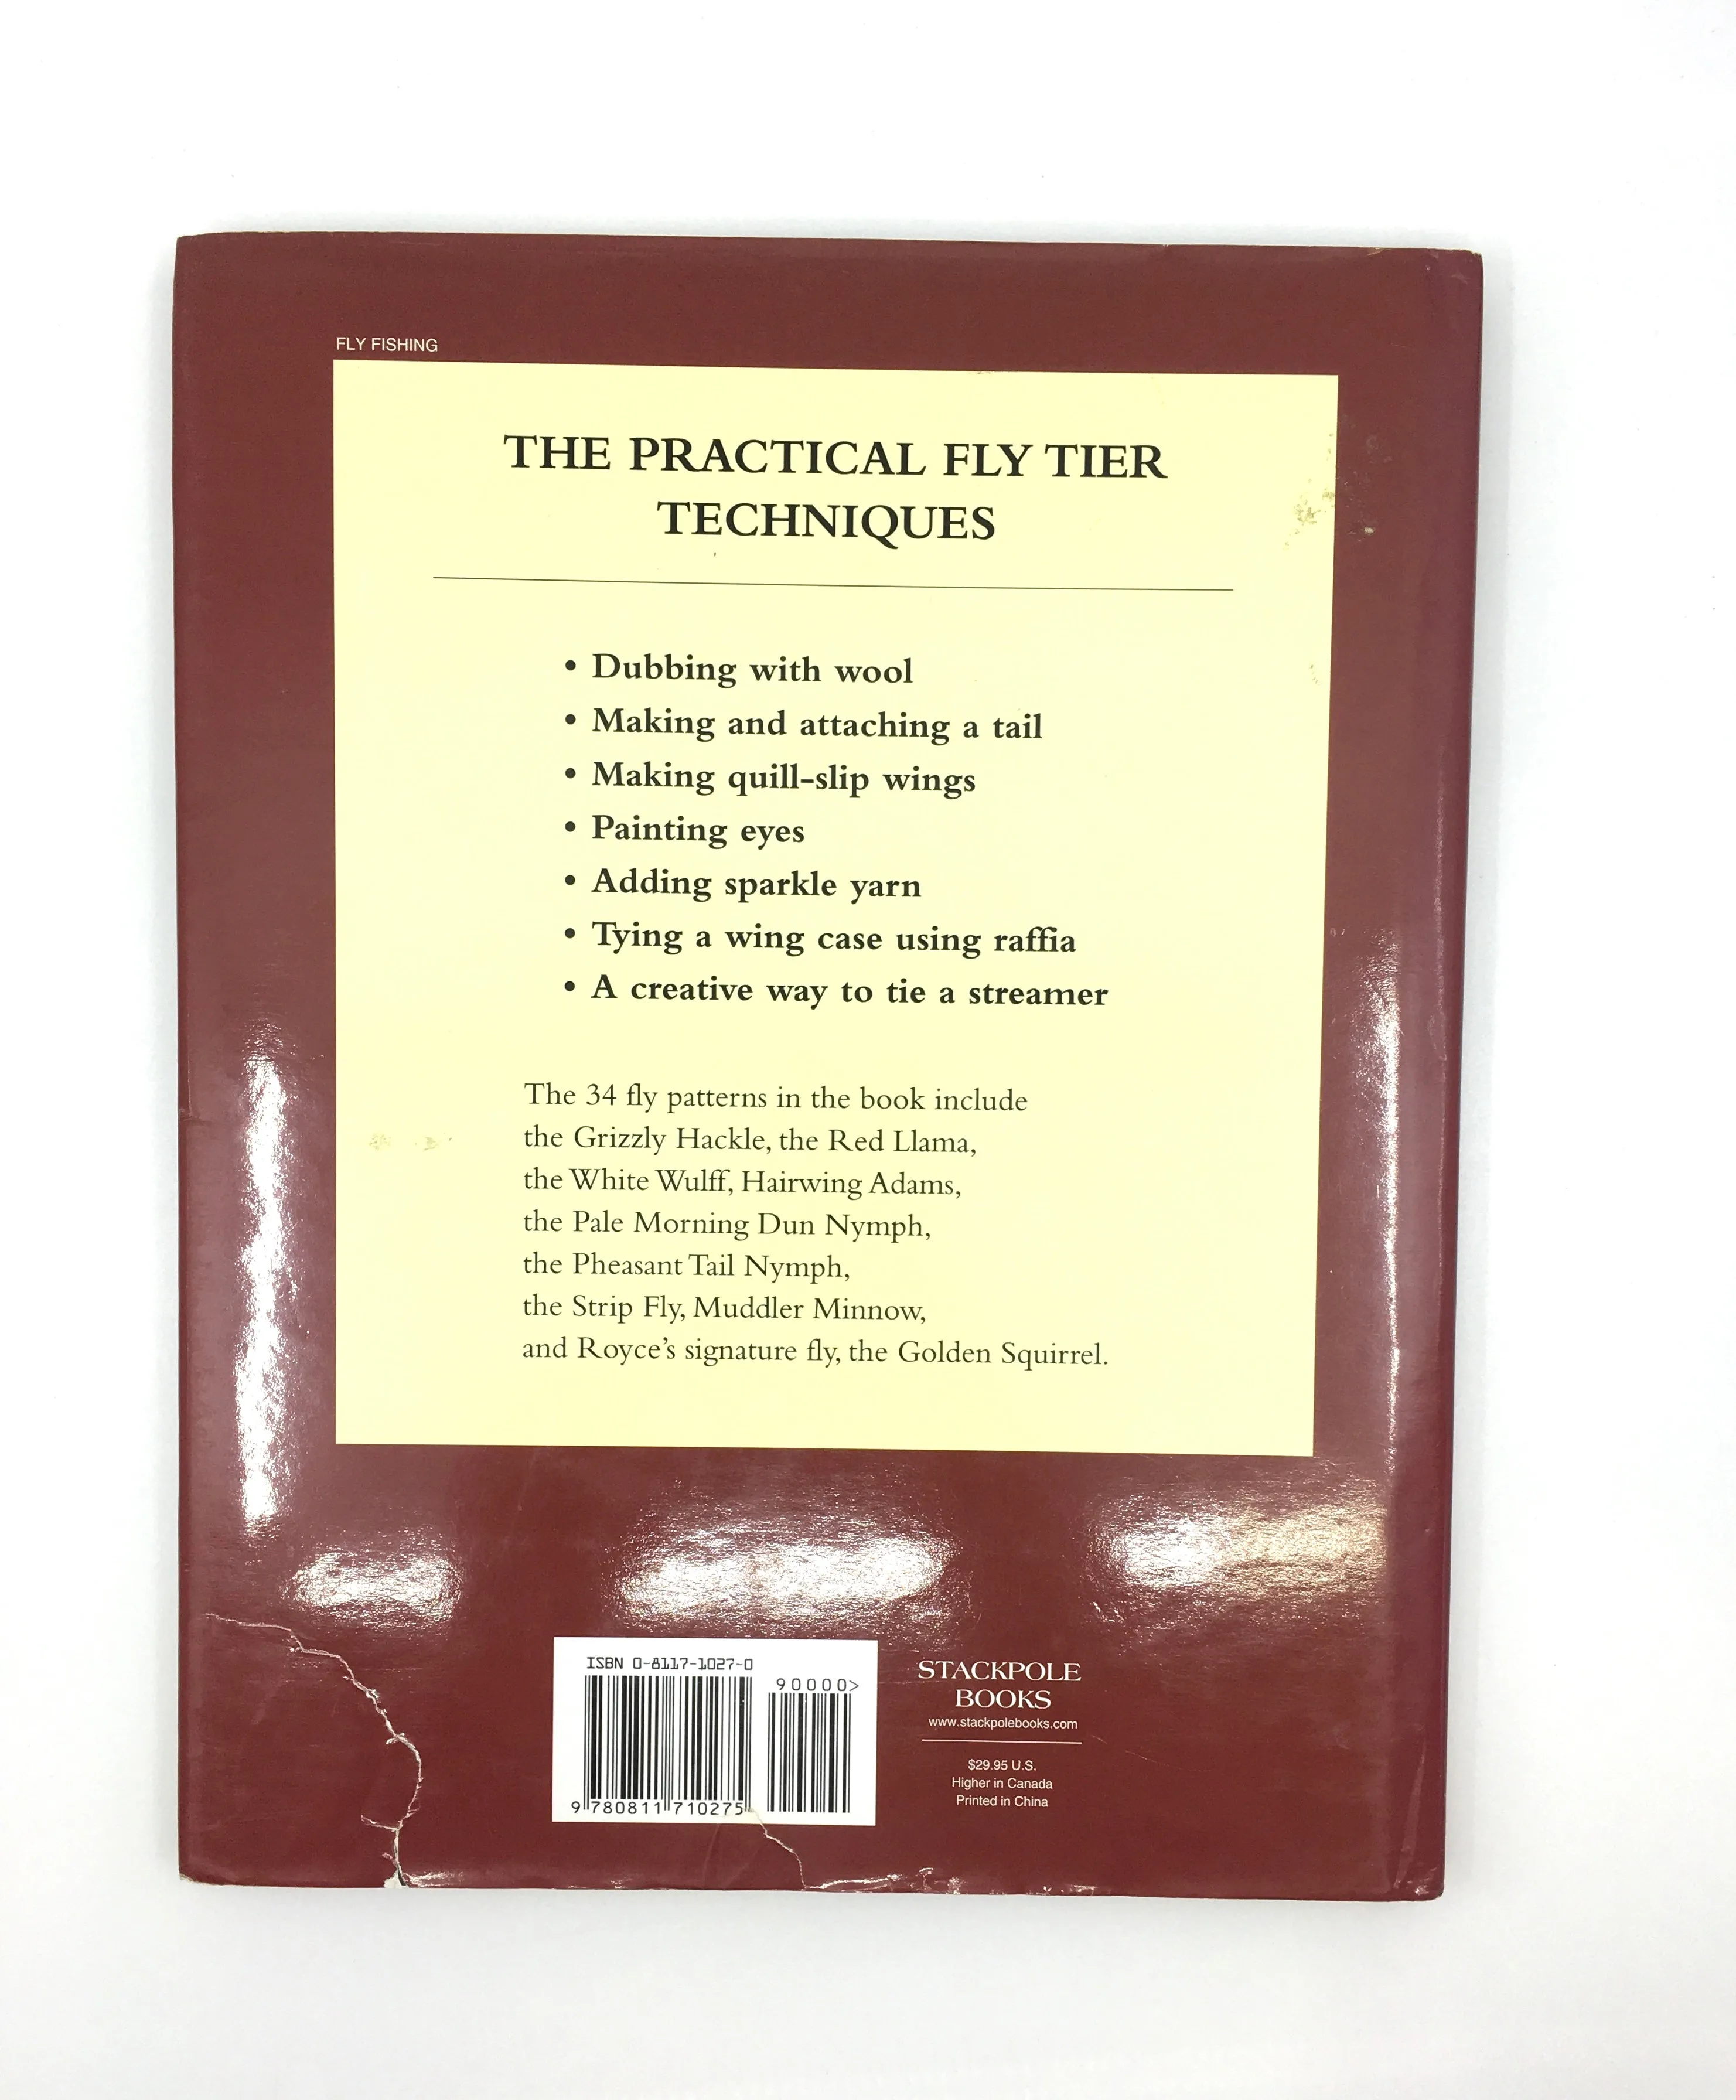 FLY FISHING
THE PRACTICAL FLY TIER
TECHNIQUES
• Dubbing with wool
• Making and attaching a tail
• Making quill-slip wings
• Painting eyes
• Adding sparkle yarn
• Tying a wing case using raffia
• A creative way to tie a streamer
The 34 fly patterns in the book include
the Grizzly Hackle, the Red Llama,
the White Wulff, Hairwing Adams,
the Pale Morning Dun Nymph,
the Pheasant Tail Nymph,
the Strip Fly, Muddler Minnow,
and Royce's signature fly, the Golden Squirrel.
ISBN 0-8117-1027-0
90000>
9 780811 710275
STACKPOLE
BOOKS
www.stackpolebooks.com
$29.95 U.S.
Higher in Canada
Printed in China